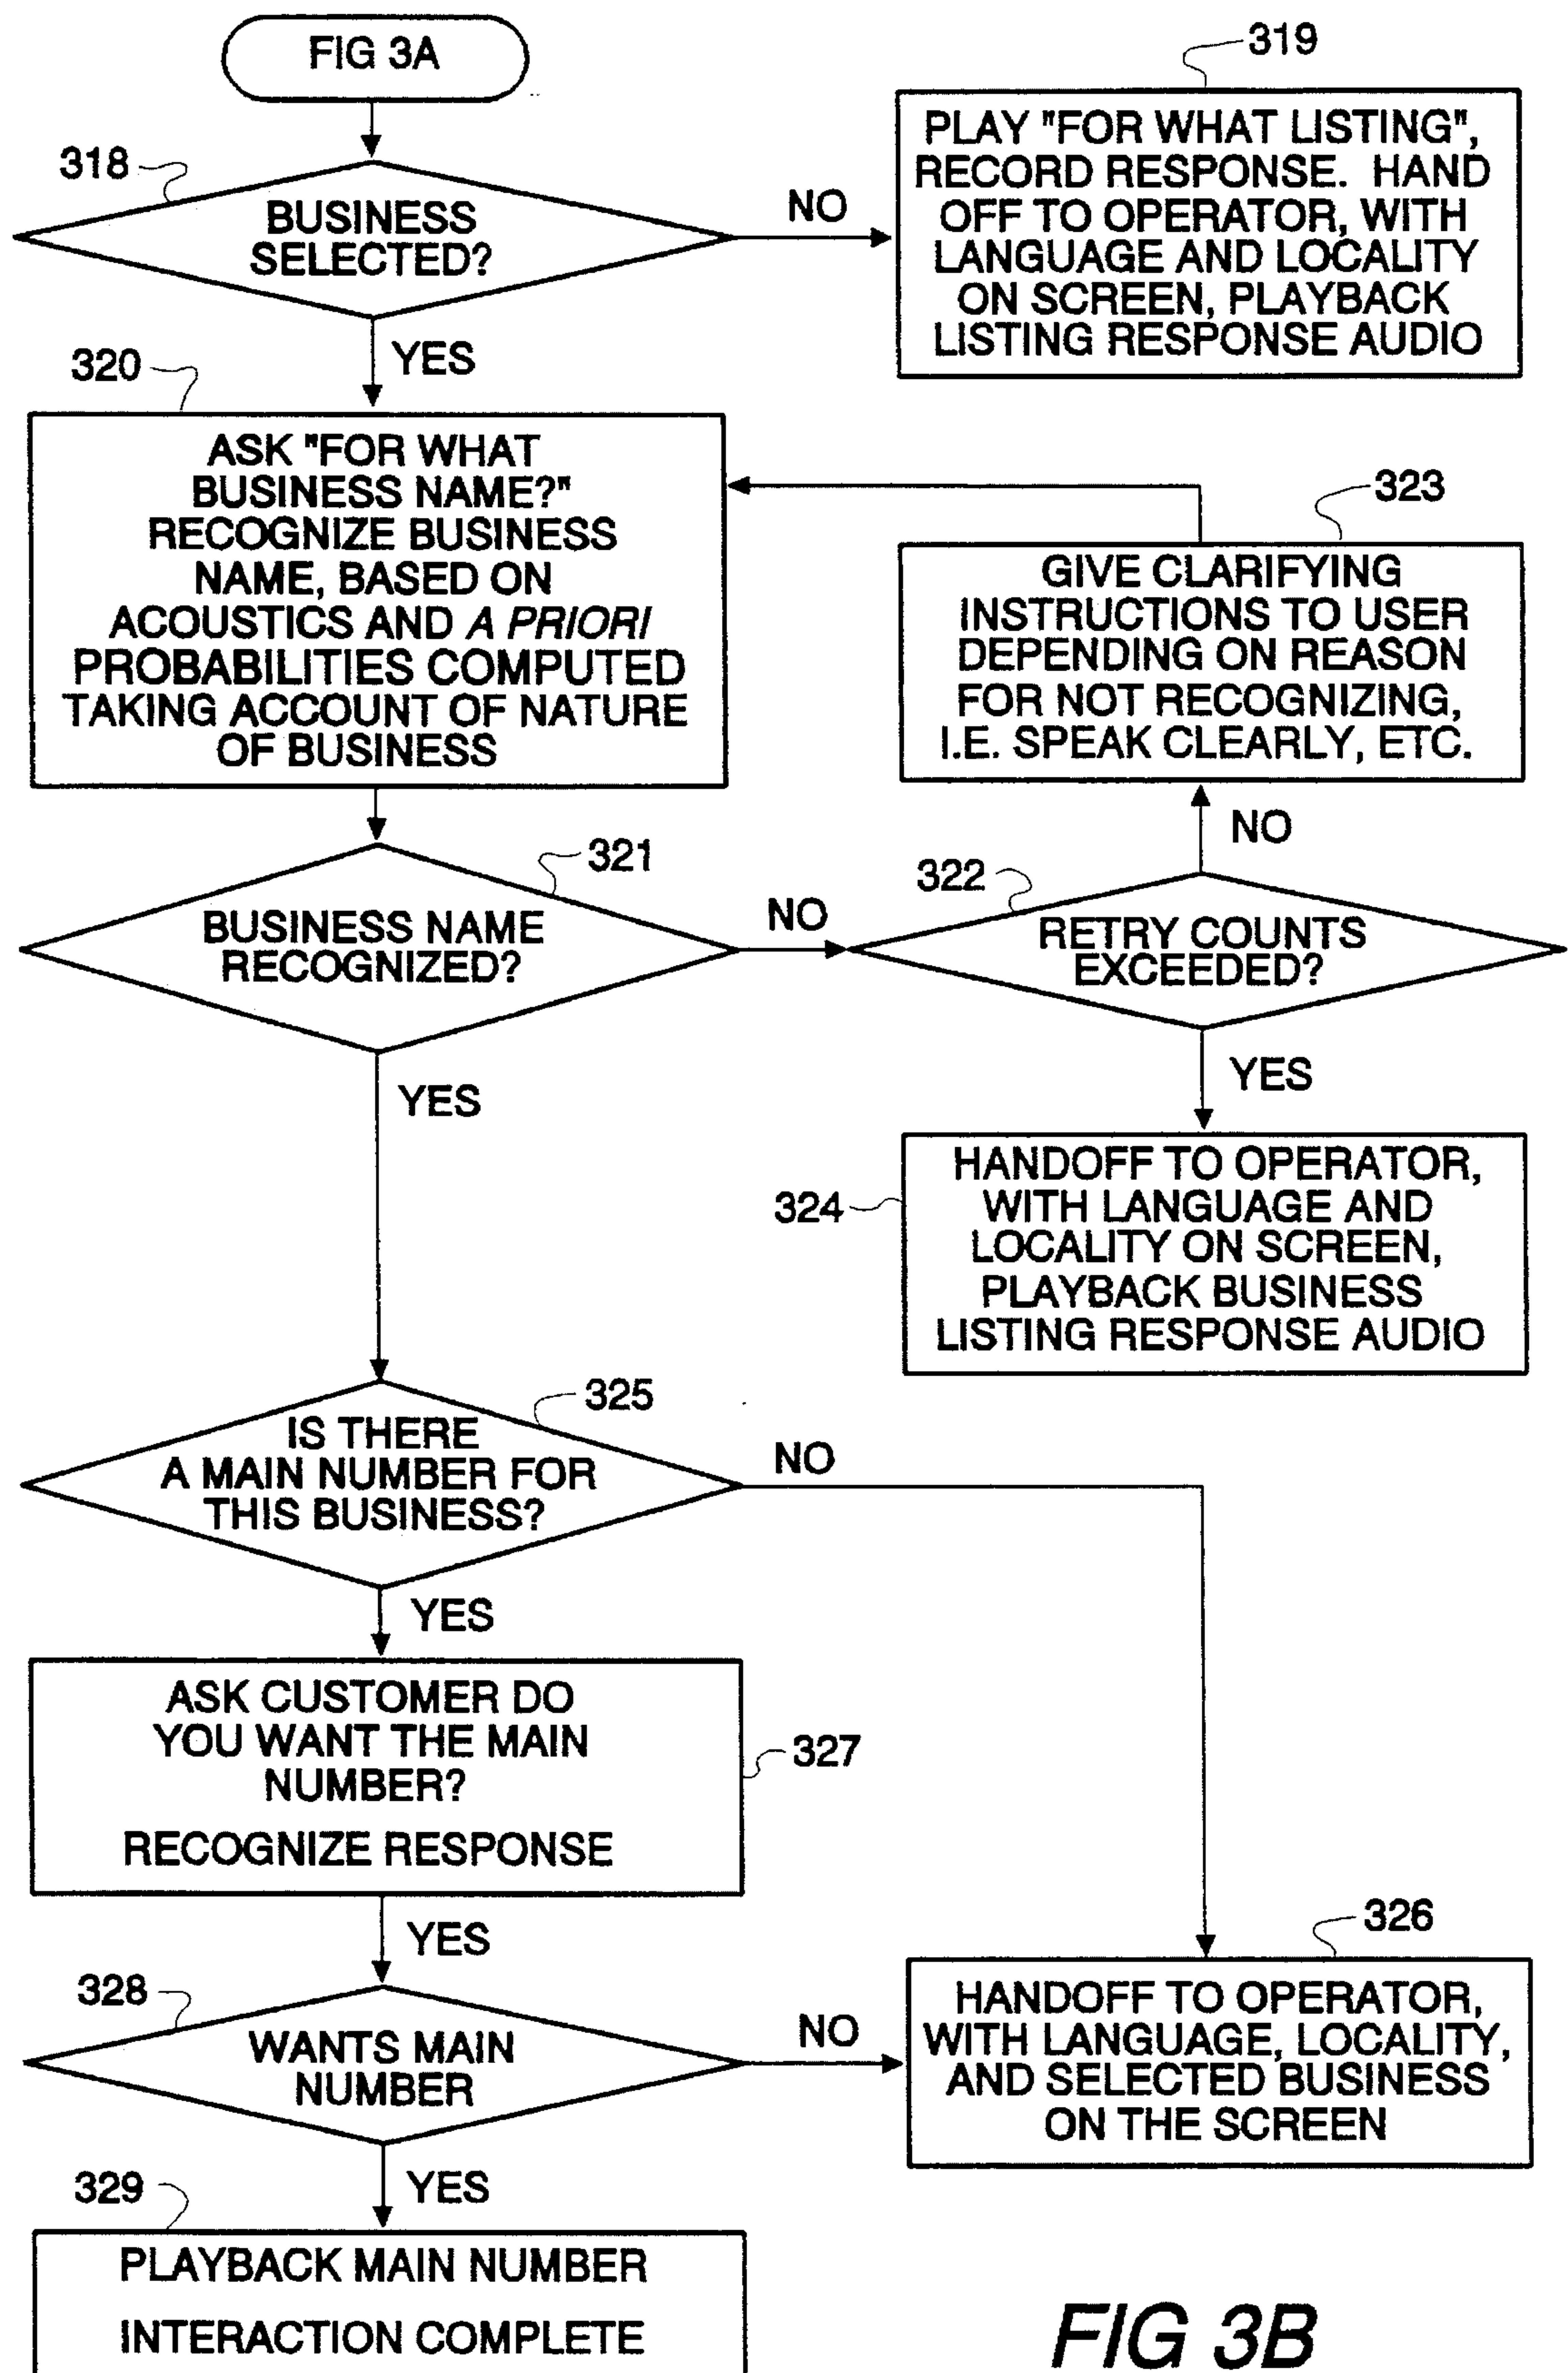 FIG 3A
318
BUSINESS
SELECTED?
NO
319
PLAY "FOR WHAT LISTING",
RECORD RESPONSE. HAND
OFF TO OPERATOR, WITH
LANGUAGE AND LOCALITY
ON SCREEN, PLAYBACK
LISTING RESPONSE AUDIO
YES
320
ASK "FOR WHAT
BUSINESS NAME?"
RECOGNIZE BUSINESS
NAME, BASED ON
ACOUSTICS AND A PRIORI
PROBABILITIES COMPUTED
TAKING ACCOUNT OF NATURE
OF BUSINESS
323
GIVE CLARIFYING
INSTRUCTIONS TO USER
DEPENDING ON REASON
FOR NOT RECOGNIZING,
I.E. SPEAK CLEARLY, ETC.
NO
321
BUSINESS NAME
RECOGNIZED?
NO
322
RETRY COUNTS
EXCEEDED?
YES
YES
324
HANDOFF TO OPERATOR,
WITH LANGUAGE AND
LOCALITY ON SCREEN,
PLAYBACK BUSINESS
LISTING RESPONSE AUDIO
325
IS THERE
A MAIN NUMBER FOR
THIS BUSINESS?
NO
YES
ASK CUSTOMER DO
YOU WANT THE MAIN
NUMBER?
RECOGNIZE RESPONSE
327
YES
328
WANTS MAIN
NUMBER
NO
326
HANDOFF TO OPERATOR,
WITH LANGUAGE, LOCALITY,
AND SELECTED BUSINESS
ON THE SCREEN
YES
329
PLAYBACK MAIN NUMBER
INTERACTION COMPLETE
FIG 3B